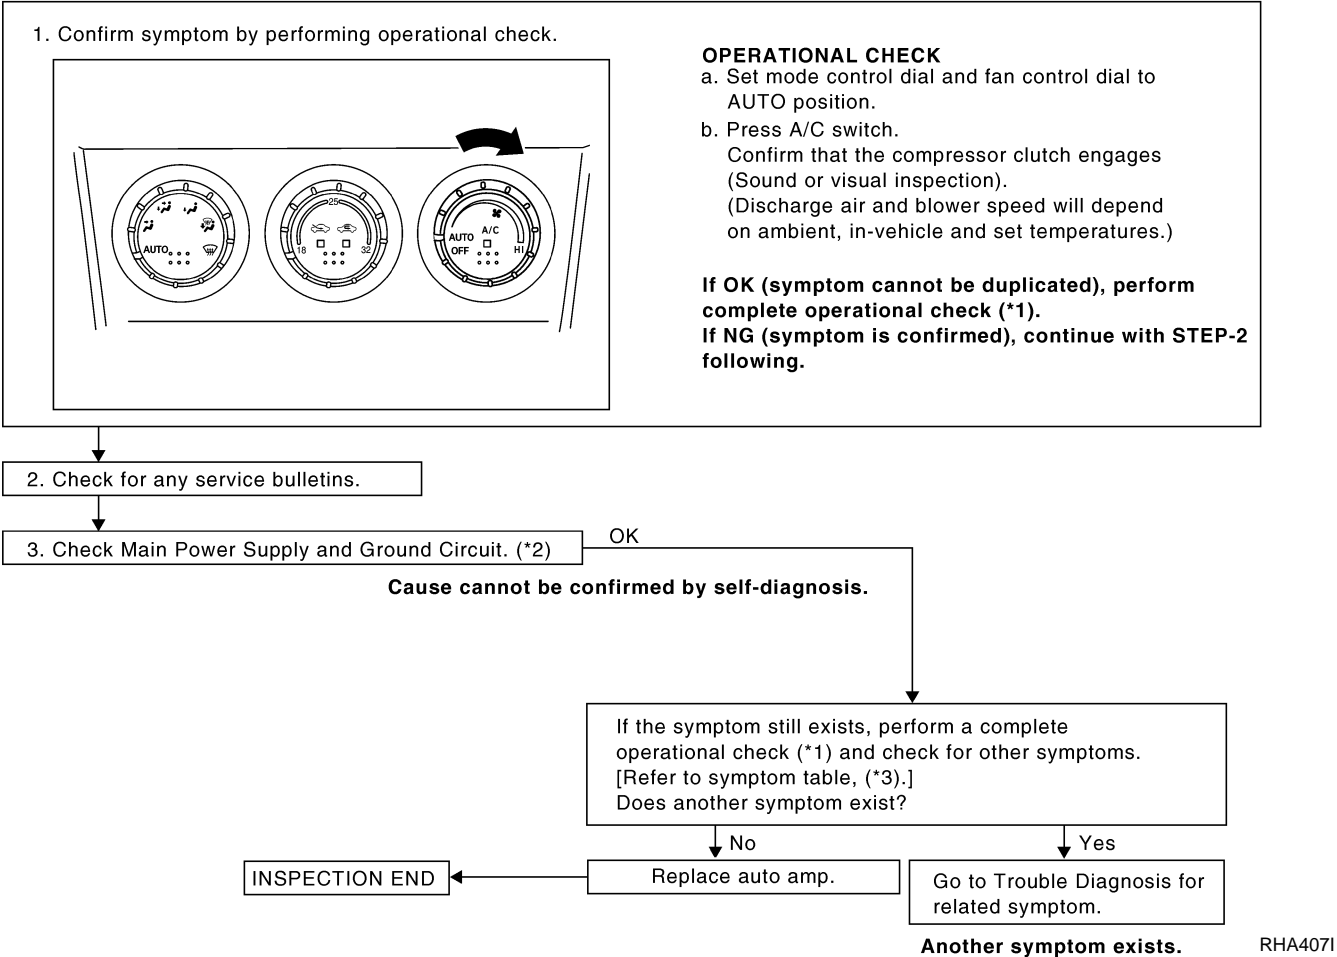 1. Confirm symptom by performing operational check.
25
18
32
AUTO
A/C
AUTO
OFF
HI
OPERATIONAL CHECK
a. Set mode control dial and fan control dial to
AUTO position.
b. Press A/C switch.
Confirm that the compressor clutch engages
(Sound or visual inspection).
(Discharge air and blower speed will depend
on ambient, in-vehicle and set temperatures.)
If OK (symptom cannot be duplicated), perform
complete operational check (*1).
If NG (symptom is confirmed), continue with STEP-2
following.
2. Check for any service bulletins.
3. Check Main Power Supply and Ground Circuit. (*2)
OK
Cause cannot be confirmed by self-diagnosis.
If the symptom still exists, perform a complete
operational check (*1) and check for other symptoms.
[Refer to symptom table, (*3).]
Does another symptom exist?
No
Yes
INSPECTION END
Replace auto amp.
Go to Trouble Diagnosis for
related symptom.
Another symptom exists.
RHA407I